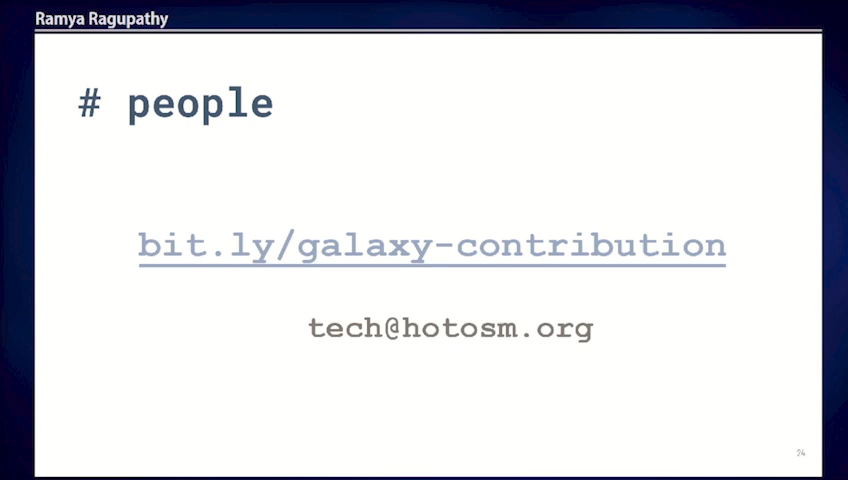 Ramya Ragupathy
# people
bit.ly/galaxy-contribution
tech@hotosm.org
24